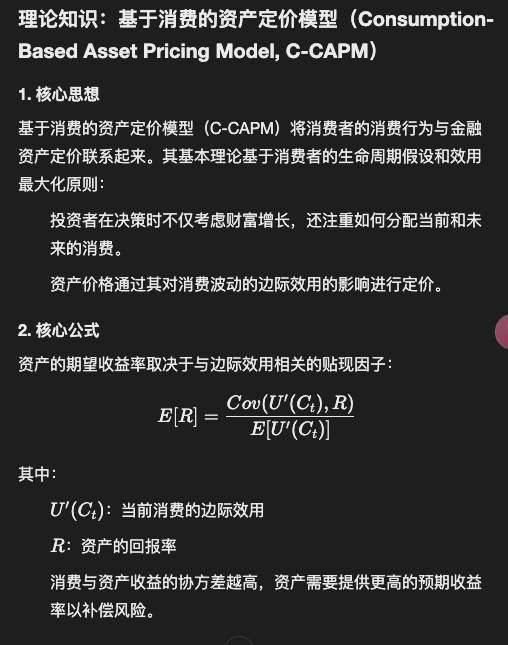 理论知识：基于消费的资产定价模型（Consumption-
Based Asset Pricing Model, C-CAPM）
1. 核心思想
基于消费的资产定价模型（C-CAPM）将消费者的消费行为与金融
资产定价联系起来。其基本理论基于消费者的生命周期假设和效用
最大化原则：
投资者在决策时不仅考虑财富增长，还注重如何分配当前和未
来的消费。
资产价格通过其对消费波动的边际效用的影响进行定价。
2. 核心公式
资产的期望收益率取决于与边际效用相关的贴现因子：
E[R] = Cov(U′(Cₜ), R) / E[U′(Cₜ)]
其中：
U′(Cₜ)：当前消费的边际效用
R：资产的回报率
消费与资产收益的协方差越高，资产需要提供更高的预期收益
率以补偿风险。